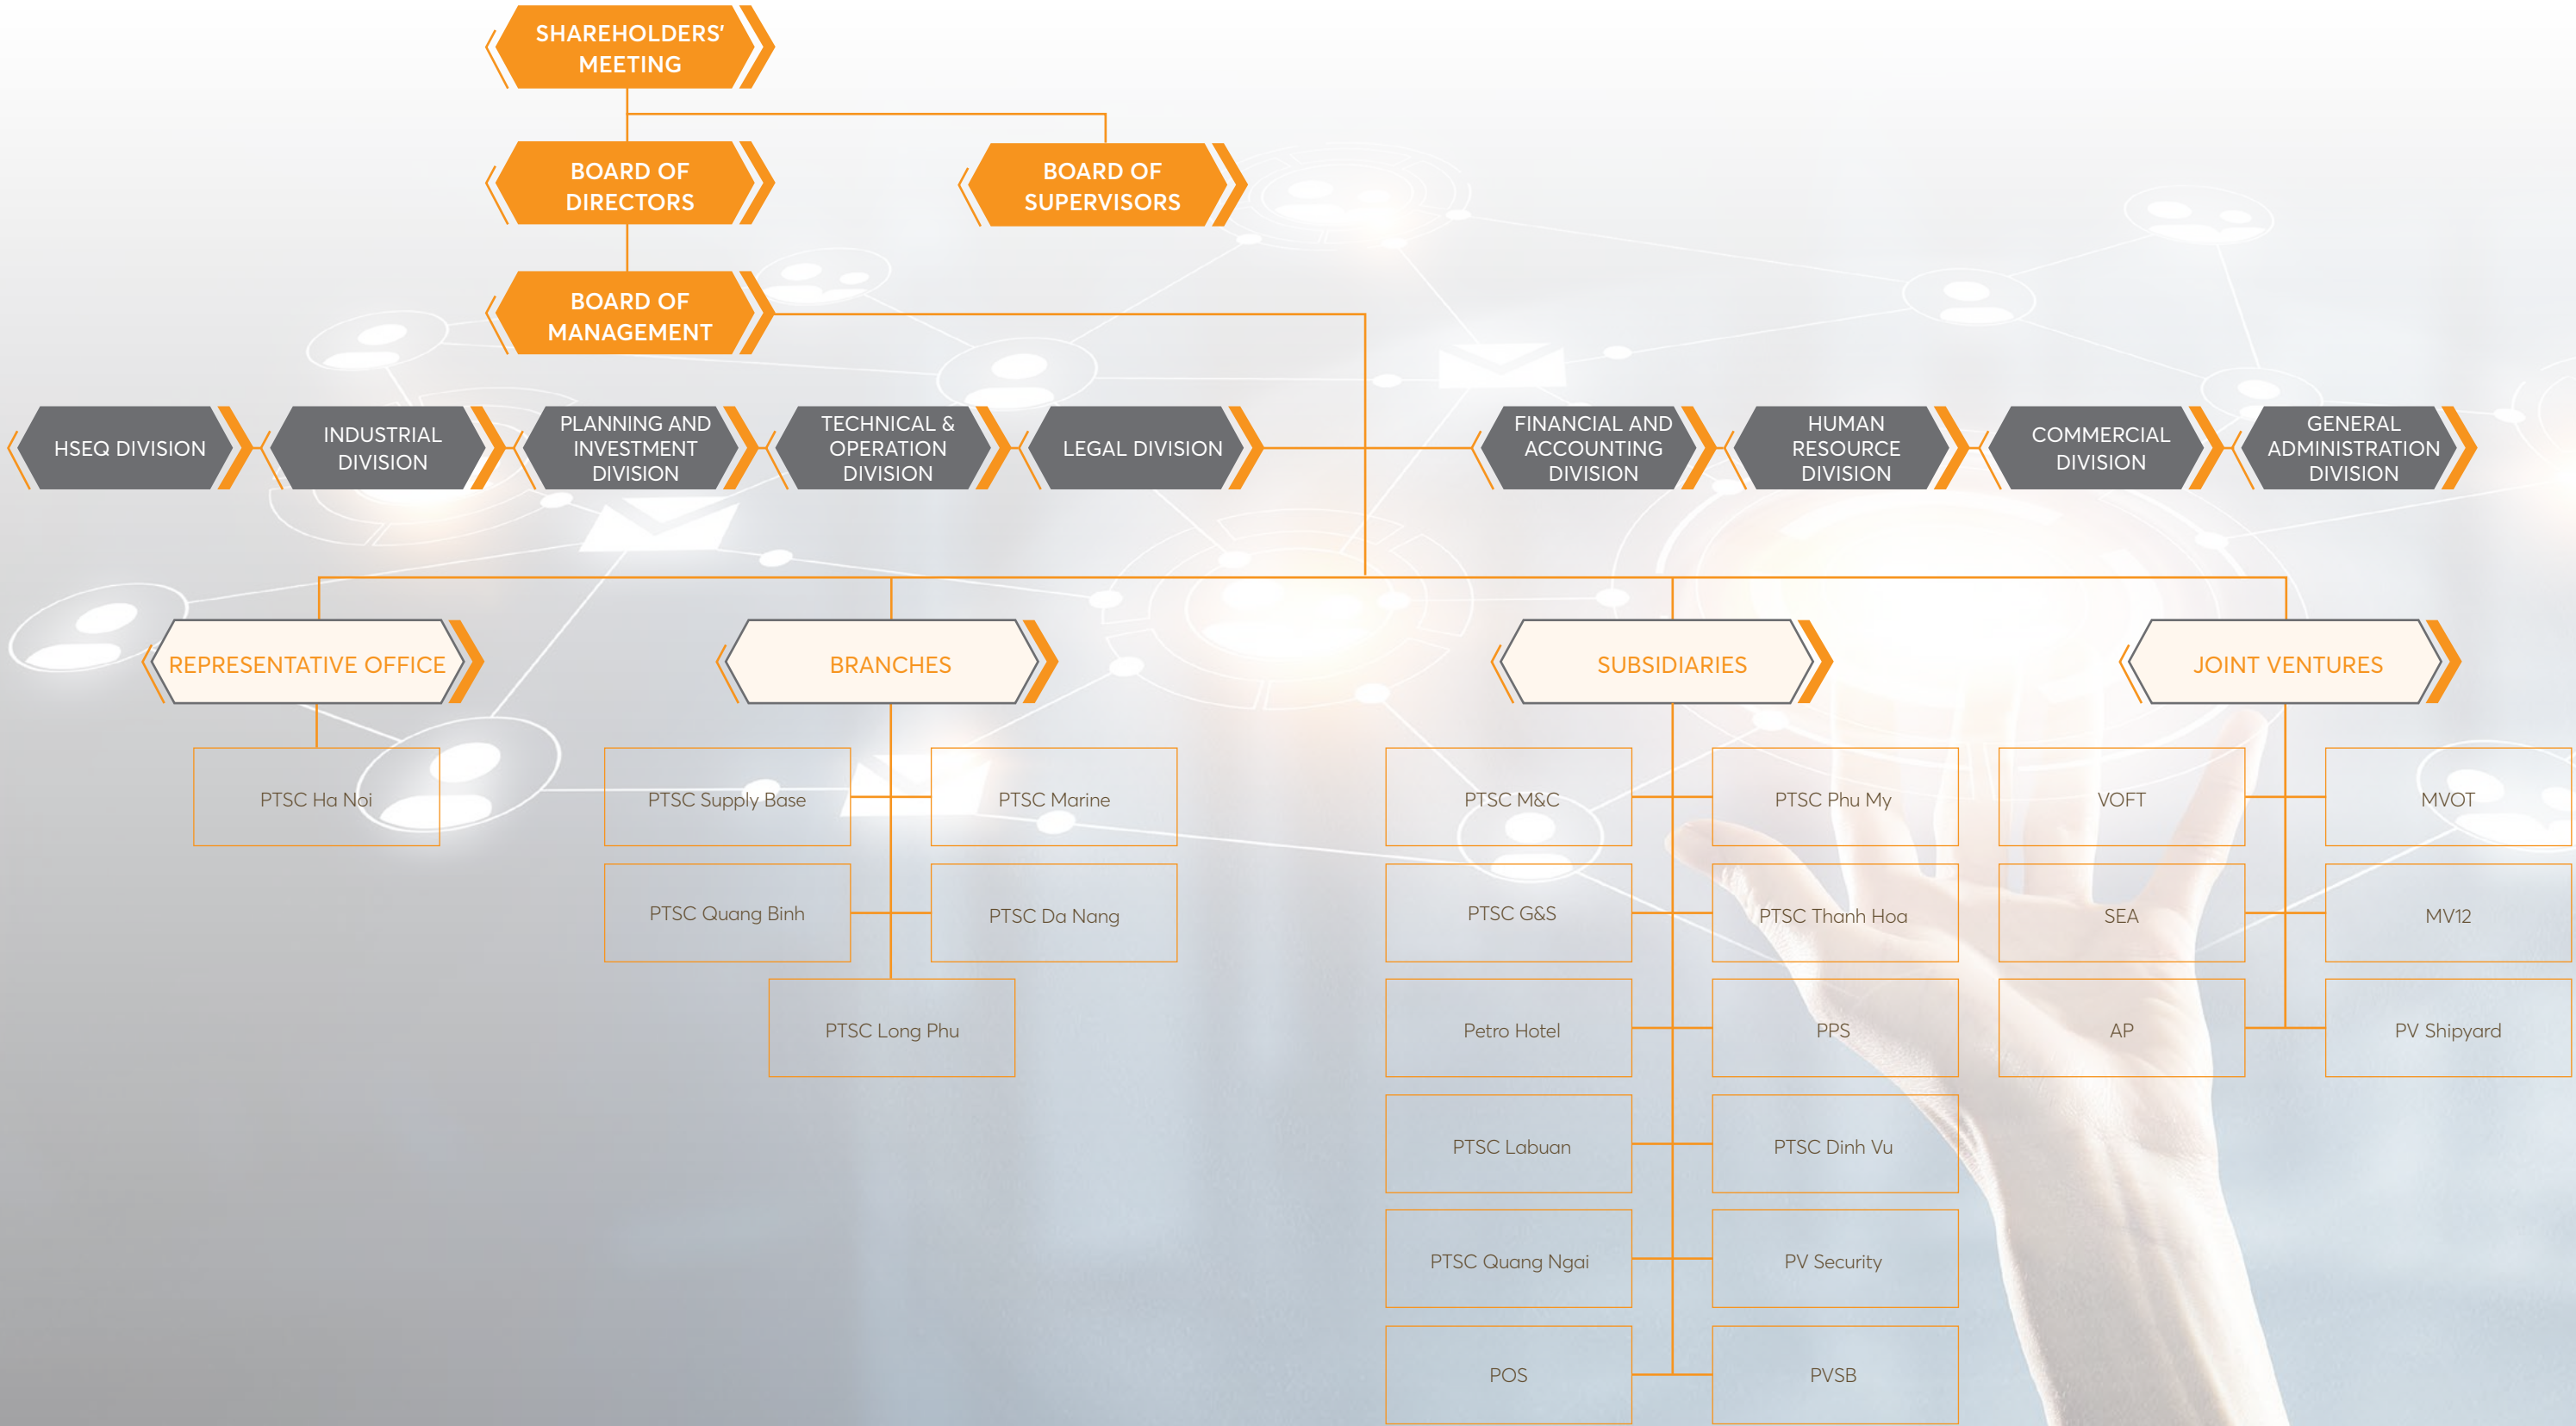 SHAREHOLDERS'
MEETING
BOARD OF
DIRECTORS
BOARD OF
SUPERVISORS
BOARD OF
MANAGEMENT
HSEQ DIVISION
INDUSTRIAL
DIVISION
PLANNING AND
INVESTMENT
DIVISION
TECHNICAL &
OPERATION
DIVISION
LEGAL DIVISION
FINANCIAL AND
ACCOUNTING
DIVISION
HUMAN
RESOURCE
DIVISION
COMMERCIAL
DIVISION
GENERAL
ADMINISTRATION
DIVISION
REPRESENTATIVE OFFICE
BRANCHES
SUBSIDIARIES
JOINT VENTURES
PTSC Ha Noi
PTSC Supply Base
PTSC Marine
PTSC Quang Binh
PTSC Da Nang
PTSC Long Phu
PTSC M&C
PTSC Phu My
PTSC G&S
PTSC Thanh Hoa
Petro Hotel
PPS
PTSC Labuan
PTSC Dinh Vu
PTSC Quang Ngai
PV Security
POS
PVSB
VOFT
MVOT
SEA
MV12
AP
PV Shipyard